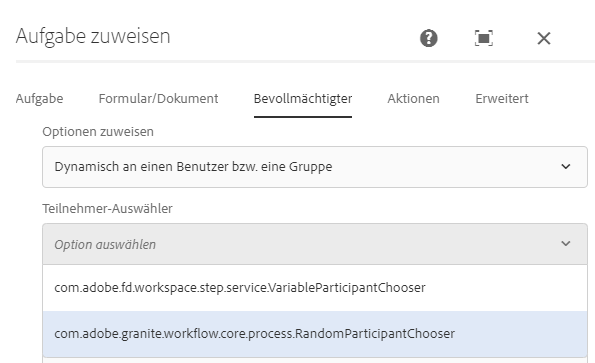 Aufgabe zuweisen
Aufgabe Formular/Dokument Bevollmächtigter Aktionen Erweitert
Optionen zuweisen
Dynamisch an einen Benutzer bzw. eine Gruppe
Teilnehmer-Auswähler
Option auswählen
com.adobe.fd.workspace.step.service.VariableParticipantChooser
com.adobe.granite.workflow.core.process.RandomParticipantChooser